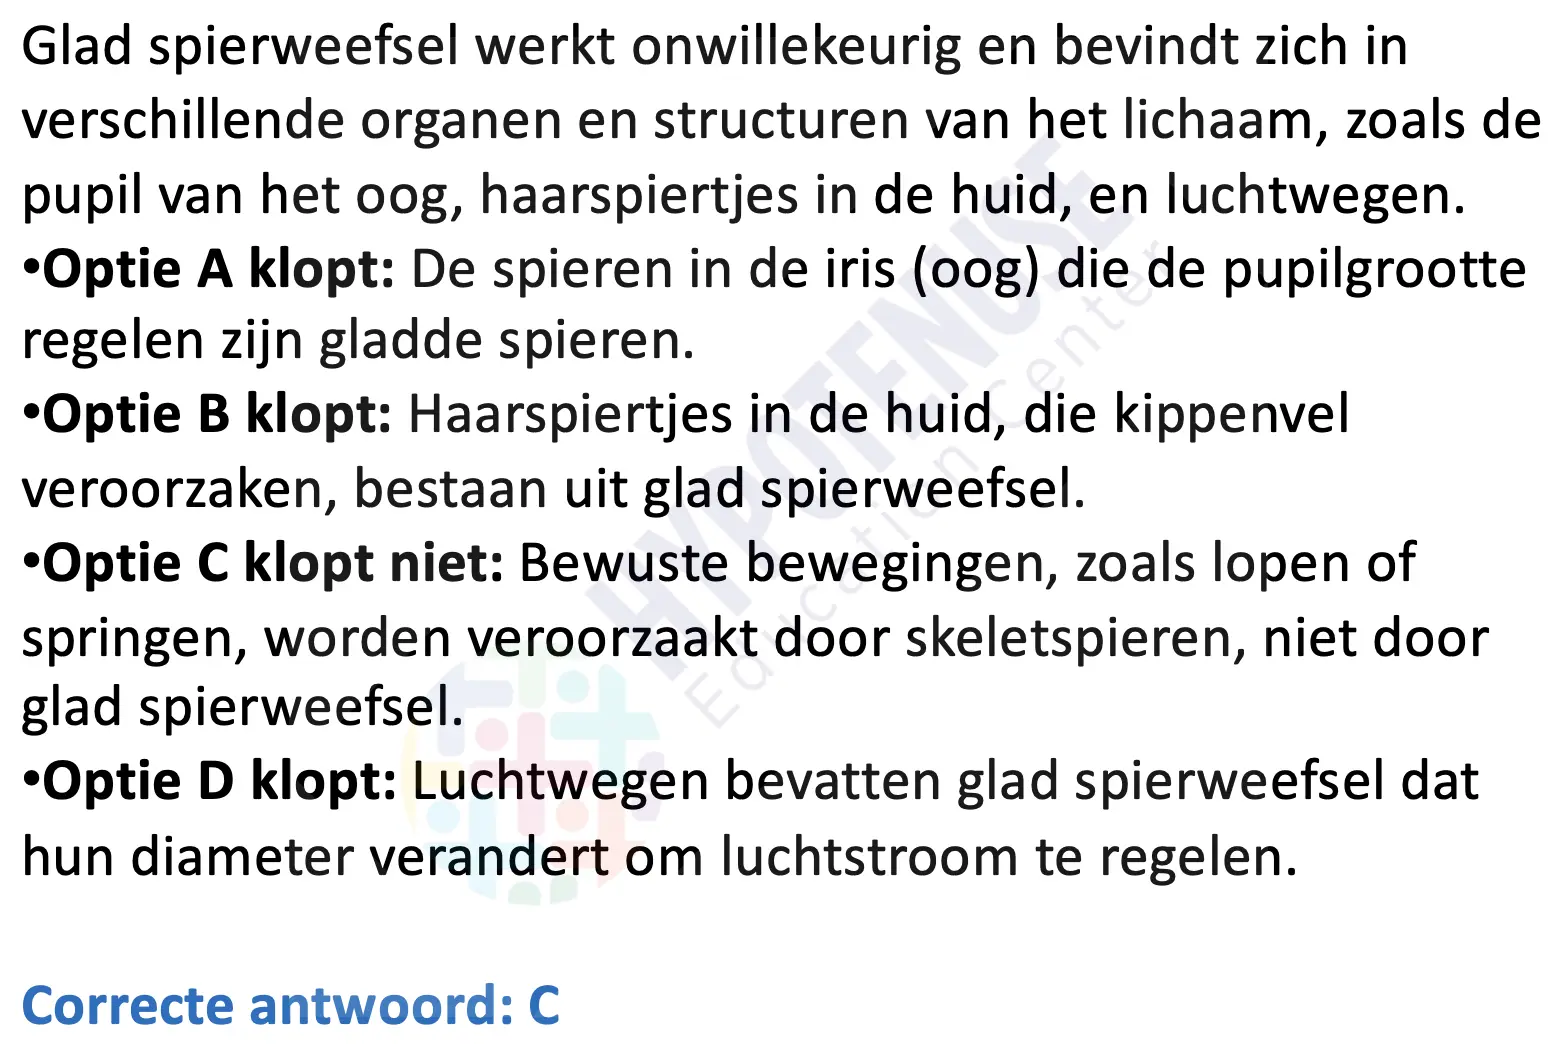 Glad spierweefsel werkt onwillekeurig en bevindt zich in
verschillende organen en structuren van het lichaam, zoals de
pupil van het oog, haarspiertjes in de huid, en luchtwegen.
•Optie A klopt: De spieren in de iris (oog) die de pupilgrootte
regelen zijn gladde spieren.
•Optie B klopt: Haarspiertjes in de huid, die kippenvel
veroorzaken, bestaan uit glad spierweefsel.
•Optie C klopt niet: Bewuste bewegingen, zoals lopen of
springen, worden veroorzaakt door skeletspieren, niet door
glad spierweefsel.
•Optie D klopt: Luchtwegen bevatten glad spierweefsel dat
hun diameter verandert om luchtstroom te regelen.
Correcte antwoord: C
HYPOTENUSE
Education Center